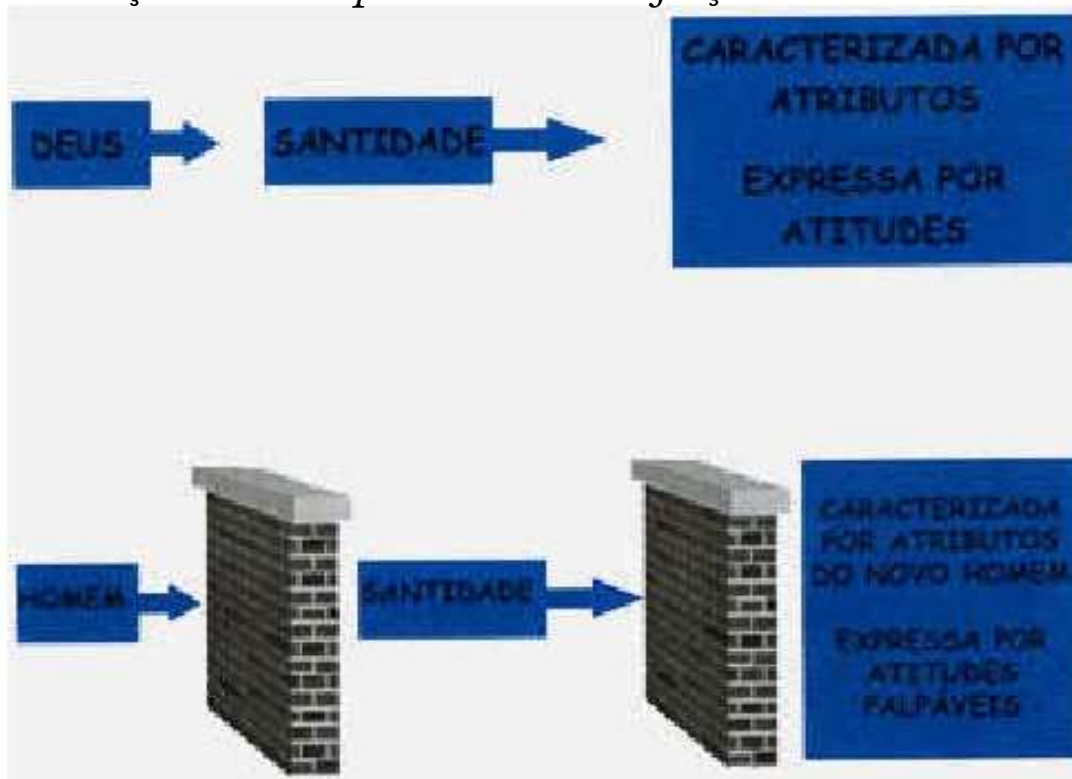 DEUS
SANTIDADE
CARACTERIZADA POR
ATRIBUTOS
EXPRESSA POR
ATITUDES
HOMEM
SANTIDADE
CARACTERIZADA
POR ATRIBUTOS
DO NOVO HOMEM
EXPRESSA POR
ATITUDES
PALPÁVEIS